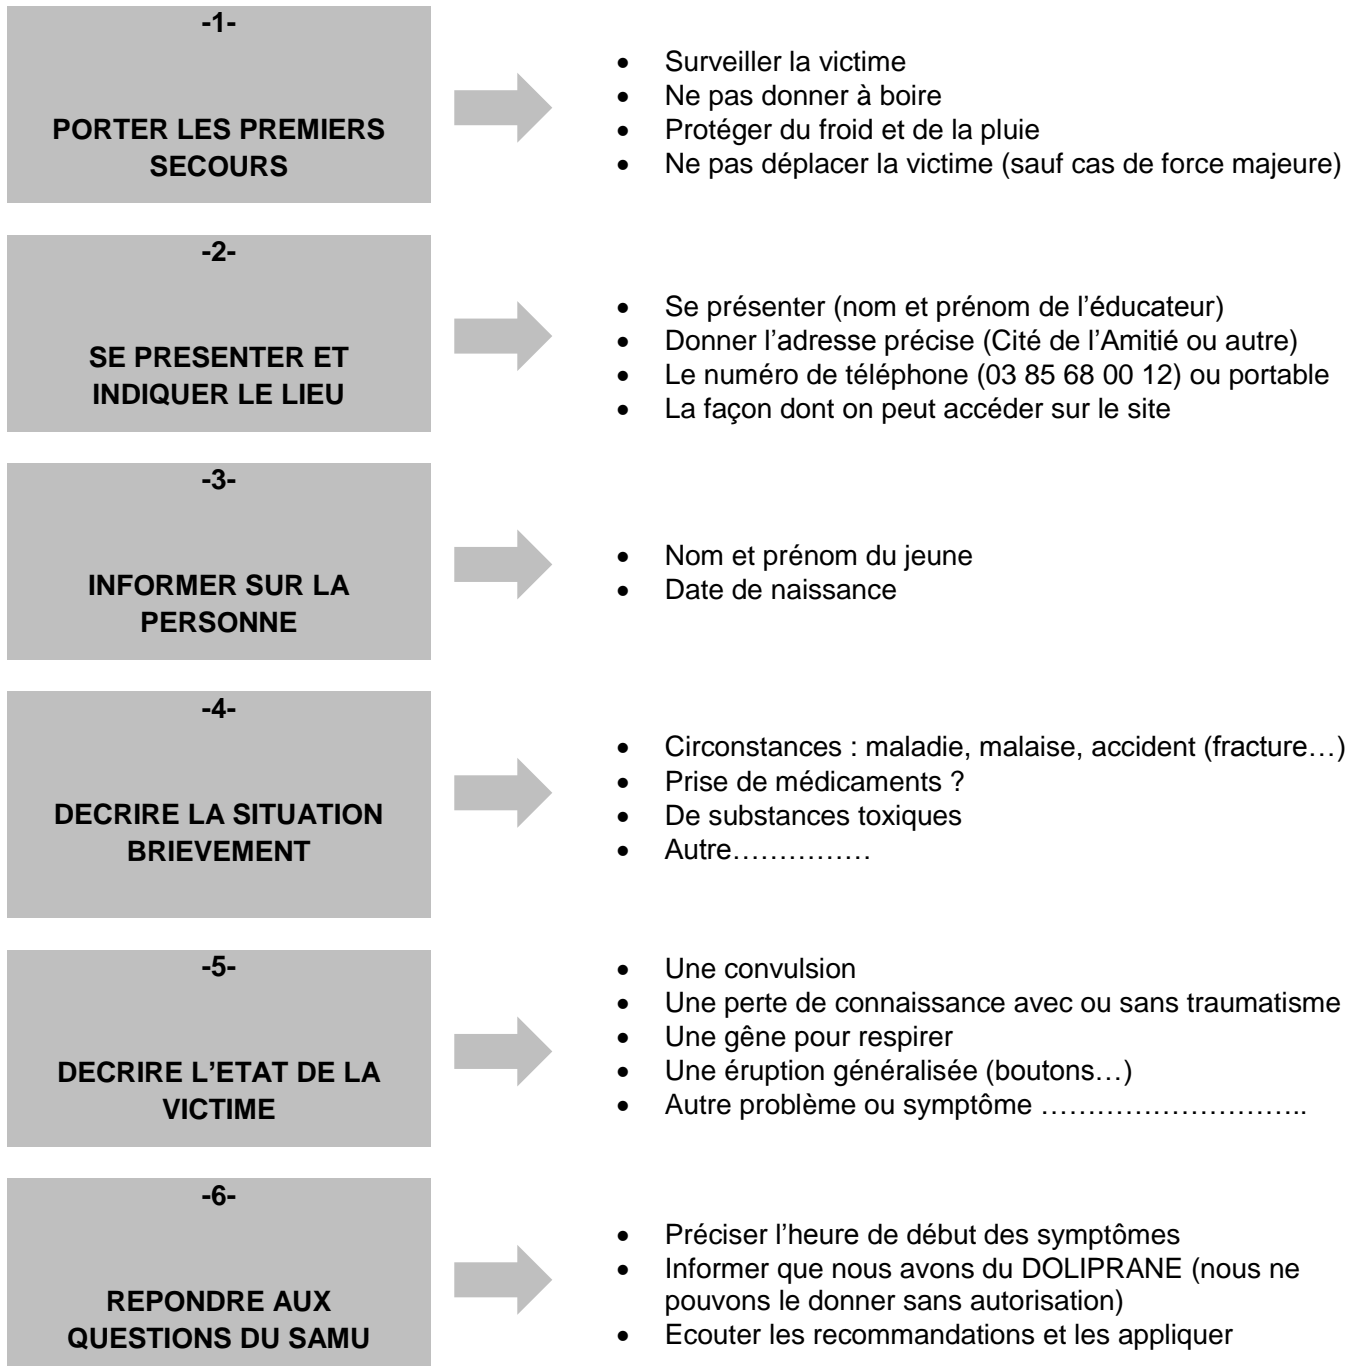 -1-
PORTER LES PREMIERS
SECOURS
• Surveiller la victime
• Ne pas donner à boire
• Protéger du froid et de la pluie
• Ne pas déplacer la victime (sauf cas de force majeure)
-2-
SE PRESENTER ET
INDIQUER LE LIEU
• Se présenter (nom et prénom de l’éducateur)
• Donner l’adresse précise (Cité de l’Amitié ou autre)
• Le numéro de téléphone (03 85 68 00 12) ou portable
• La façon dont on peut accéder sur le site
-3-
INFORMER SUR LA
PERSONNE
• Nom et prénom du jeune
• Date de naissance
-4-
DECRIRE LA SITUATION
BRIEVEMENT
• Circonstances : maladie, malaise, accident (fracture…)
• Prise de médicaments ?
• De substances toxiques
• Autre……………
-5-
DECRIRE L’ETAT DE LA
VICTIME
• Une convulsion
• Une perte de connaissance avec ou sans traumatisme
• Une gêne pour respirer
• Une éruption généralisée (boutons…)
• Autre problème ou symptôme ………………………..
-6-
REPONDRE AUX
QUESTIONS DU SAMU
• Préciser l’heure de début des symptômes
• Informer que nous avons du DOLIPRANE (nous ne
pouvons le donner sans autorisation)
• Ecouter les recommandations et les appliquer